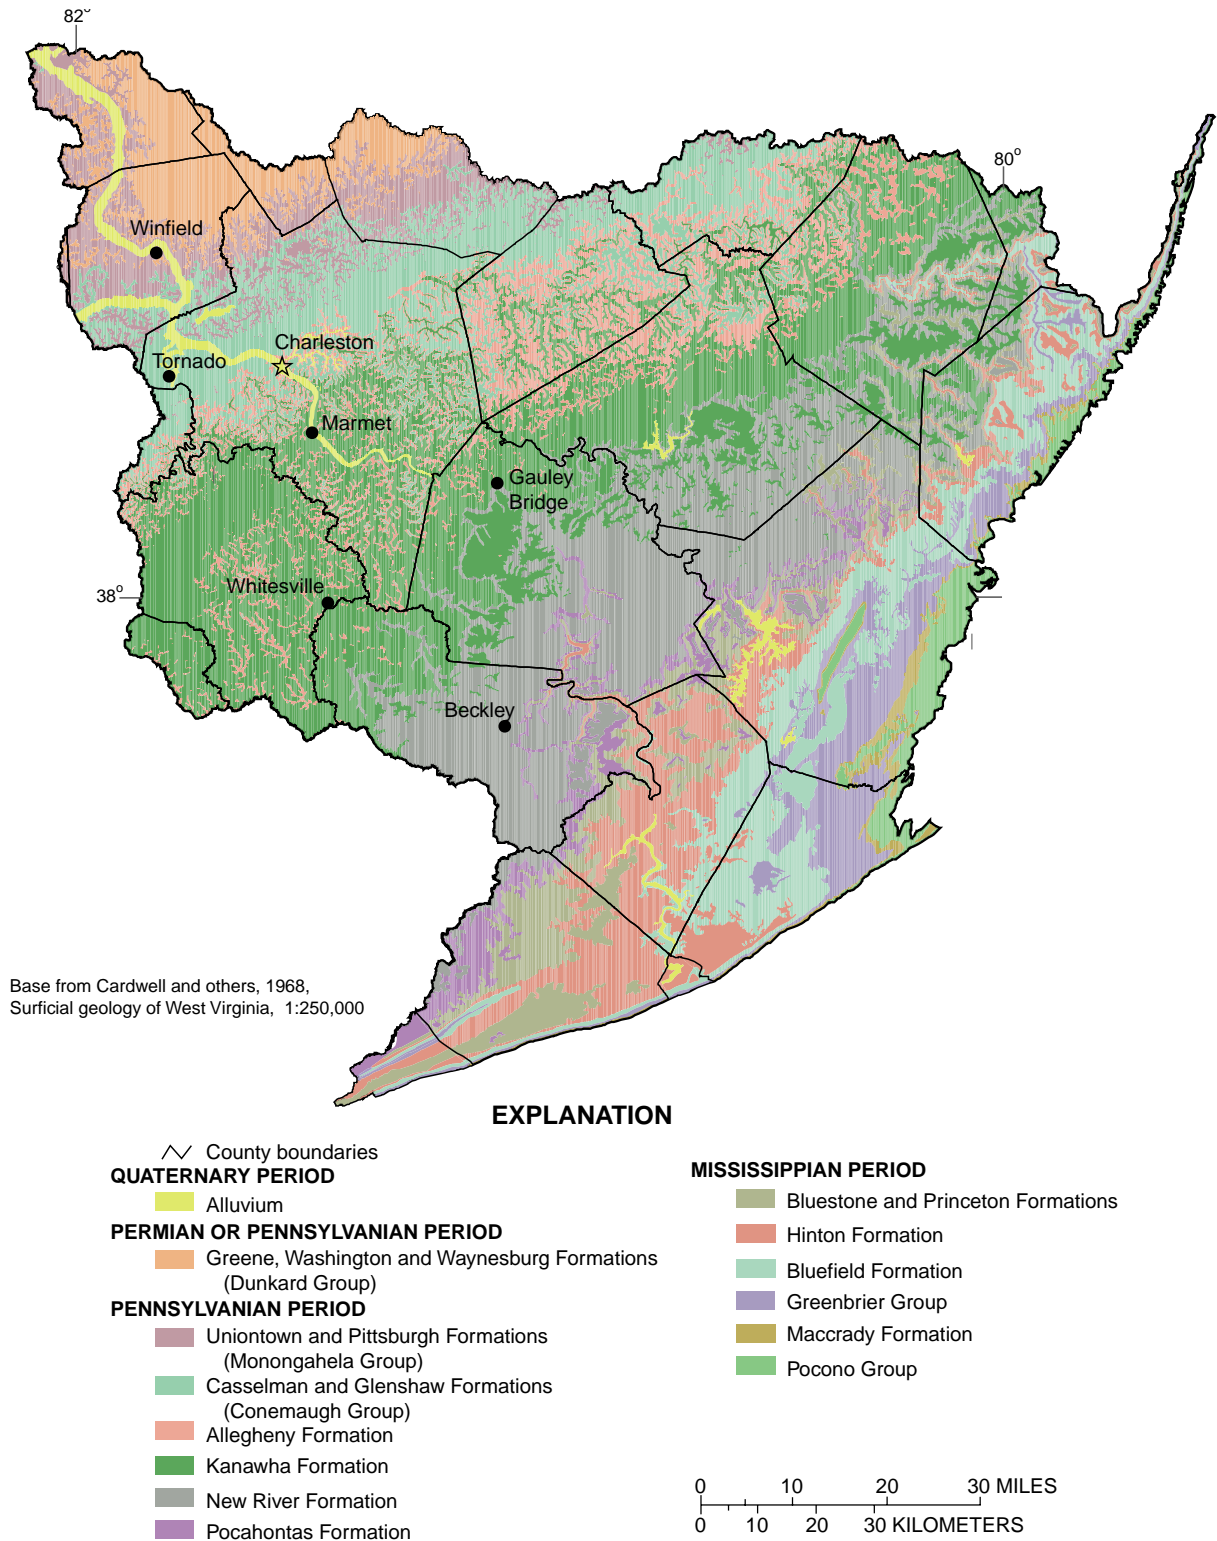 82°
80°
Winfield
Charleston
Tornado
Marmet
Gauley
Bridge
Whitesville
38°
Beckley
Base from Cardwell and others, 1968,
Surficial geology of West Virginia, 1:250,000
EXPLANATION
County boundaries
QUATERNARY PERIOD
Alluvium
PERMIAN OR PENNSYLVANIAN PERIOD
Greene, Washington and Waynesburg Formations
(Dunkard Group)
PENNSYLVANIAN PERIOD
Uniontown and Pittsburgh Formations
(Monongahela Group)
Casselman and Glenshaw Formations
(Conemaugh Group)
Allegheny Formation
Kanawha Formation
New River Formation
Pocahontas Formation
MISSISSIPPIAN PERIOD
Bluestone and Princeton Formations
Hinton Formation
Bluefield Formation
Greenbrier Group
Maccrady Formation
Pocono Group
0 10 20 30 MILES
0 10 20 30 KILOMETERS